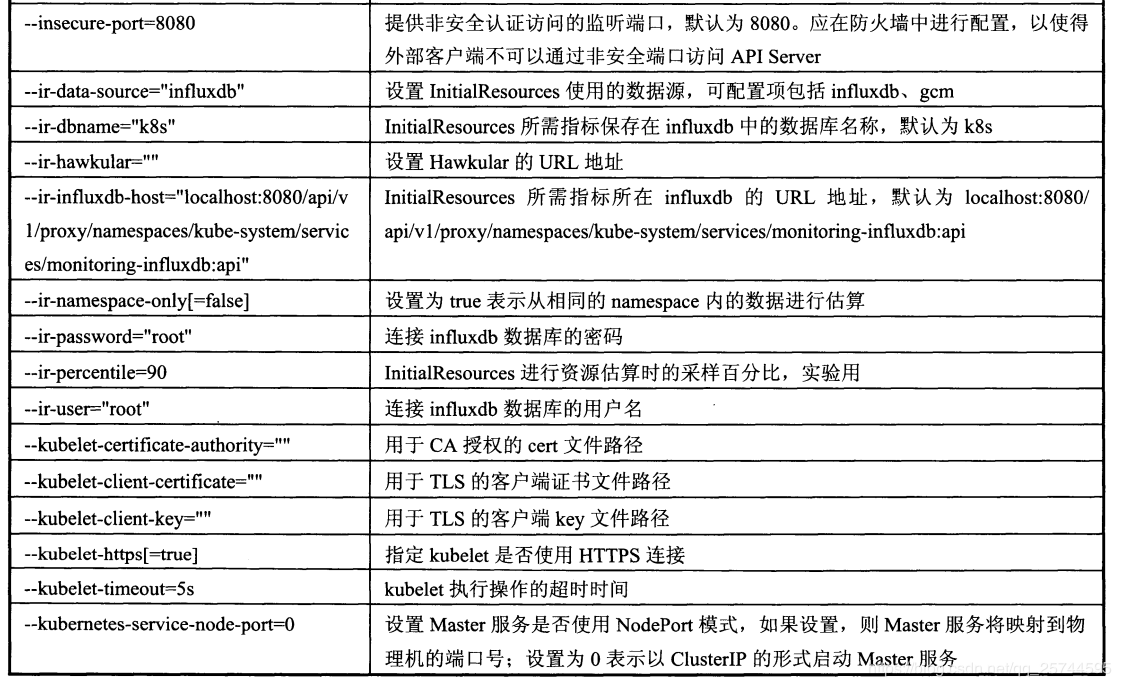 --insecure-port=8080
提供非安全认证访问的监听端口，默认为 8080。应在防火墙中进行配置，以使得
外部客户端不可以通过非安全端口访问 API Server
--ir-data-source="influxdb"
设置 InitialResources 使用的数据源，可配置项包括 influxdb、gcm
--ir-dbname="k8s"
InitialResources 所需指标保存在 influxdb 中的数据库名称，默认为 k8s
--ir-hawkular=""
设置 Hawkular 的 URL 地址
--ir-influxdb-host="localhost:8080/api/v
1/proxy/namespaces/kube-system/servic
es/monitoring-influxdb:api"
InitialResources 所需指标所在 influxdb 的 URL 地址，默认为 localhost:8080/
api/v1/proxy/namespaces/kube-system/services/monitoring-influxdb:api
--ir-namespace-only[=false]
设置为 true 表示从相同的 namespace 内的数据进行估算
--ir-password="root"
连接 influxdb 数据库的密码
--ir-percentile=90
InitialResources 进行资源估算时的采样百分比，实验用
--ir-user="root"
连接 influxdb 数据库的用户名
--kubelet-certificate-authority=""
用于 CA 授权的 cert 文件路径
--kubelet-client-certificate=""
用于 TLS 的客户端证书文件路径
--kubelet-client-key=""
用于 TLS 的客户端 key 文件路径
--kubelet-https[=true]
指定 kubelet 是否使用 HTTPS 连接
--kubelet-timeout=5s
kubelet 执行操作的超时时间
--kubernetes-service-node-port=0
设置 Master 服务是否使用 NodePort 模式，如果设置，则 Master 服务将映射到物
理机的端口号；设置为 0 表示以 ClusterIP 的形式启动 Master 服务